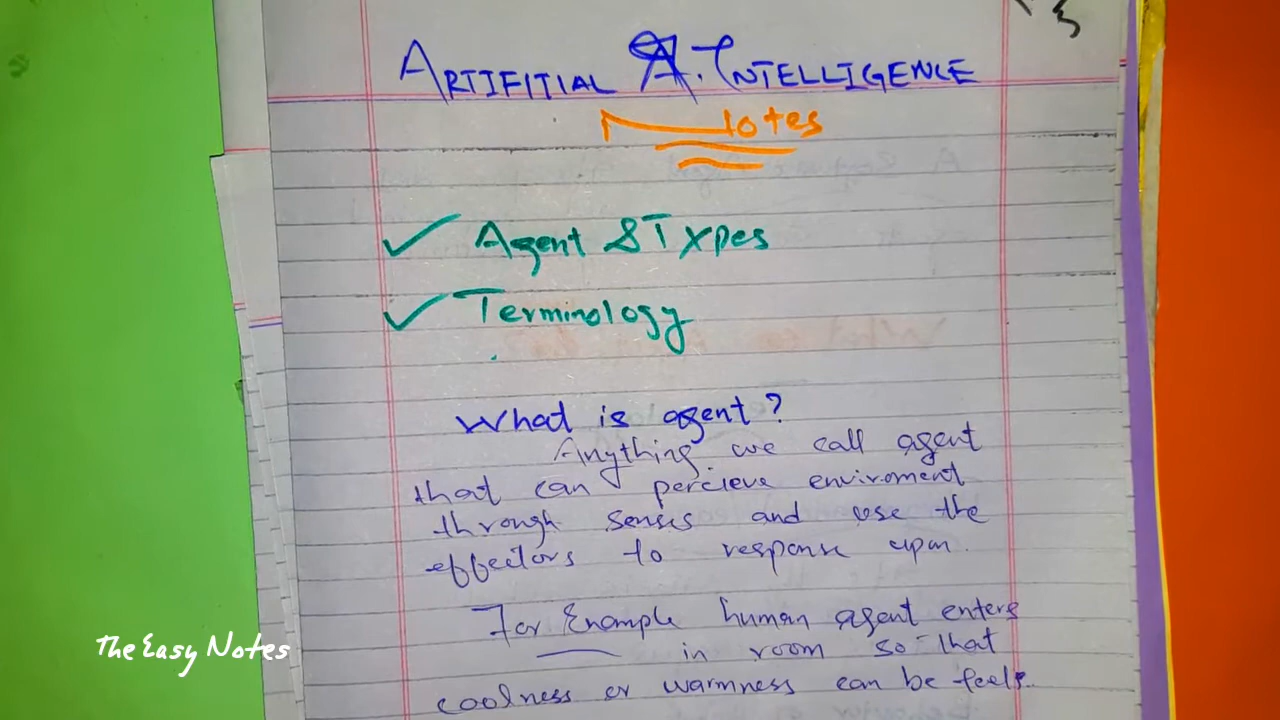 ARTIFITIAL A. INTELLIGENCE
Notes
✓ Agent & Types
✓ Terminology
What is agent?
Anything we call agent
that can percieve enviroment
through senses and use the
effectors to response upon.
For Example human agent enters
in room so that
coolness or warmness can be feels.
The Easy Notes